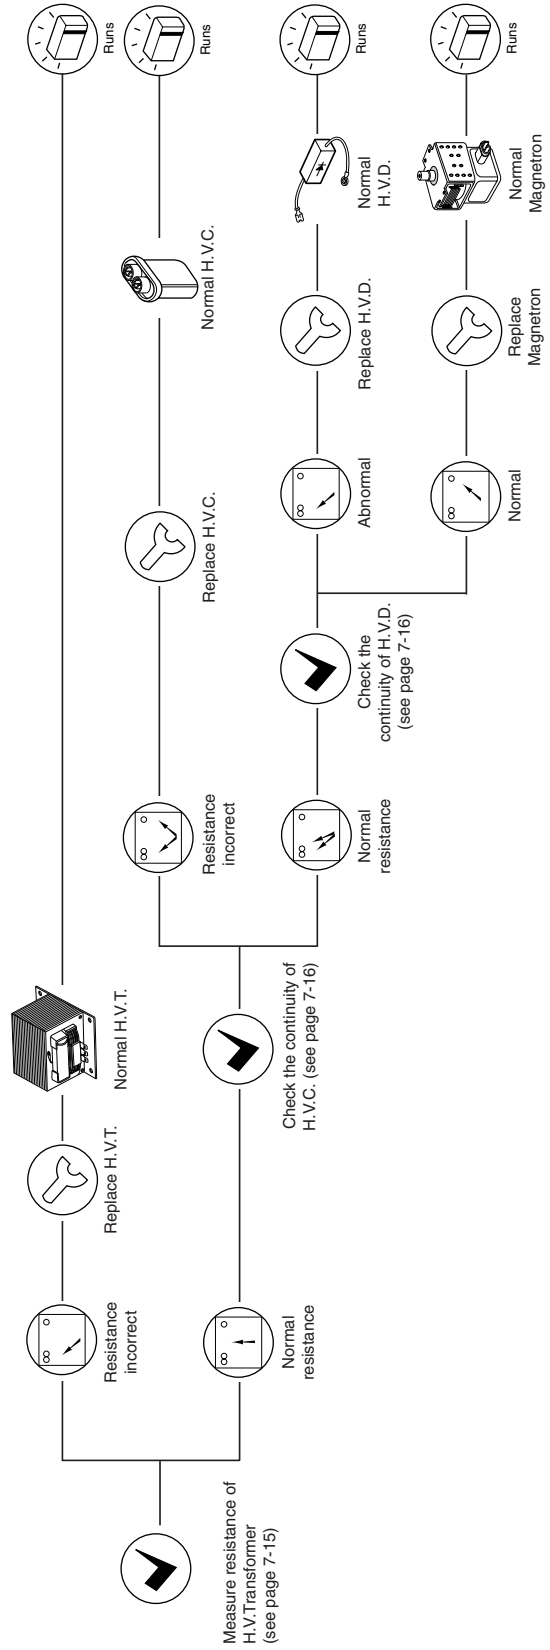 Measure resistance of
H.V.Transformer
(see page 7-15)
Resistance
incorrect
Replace H.V.T.
Normal H.V.T.
Runs
Normal
resistance
Check the continuity of
H.V.C. (see page 7-16)
Resistance
incorrect
Replace H.V.C.
Normal H.V.C.
Runs
Normal
resistance
Check the
continuity of H.V.D.
(see page 7-16)
Abnormal
Replace H.V.D.
Normal
H.V.D.
Runs
Normal
Replace
Magnetron
Normal
Magnetron
Runs